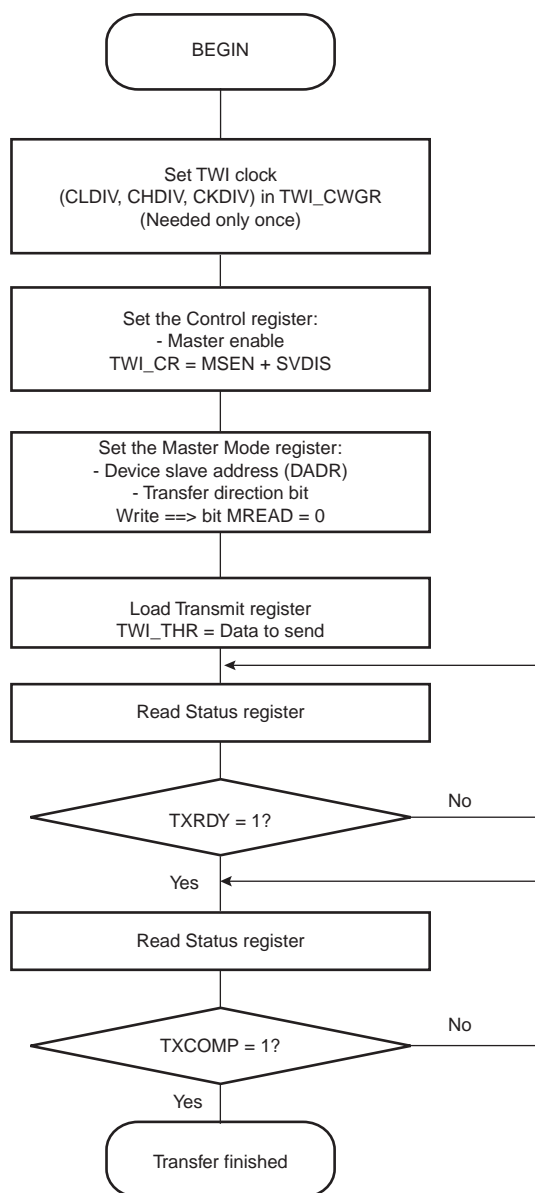 BEGIN
Set TWI clock
(CLDIV, CHDIV, CKDIV) in TWI_CWGR
(Needed only once)
Set the Control register:
- Master enable
TWI_CR = MSEN + SVDIS
Set the Master Mode register:
- Device slave address (DADR)
- Transfer direction bit
Write ==> bit MREAD = 0
Load Transmit register
TWI_THR = Data to send
Read Status register
TXRDY = 1?
No
Yes
Read Status register
TXCOMP = 1?
No
Yes
Transfer finished